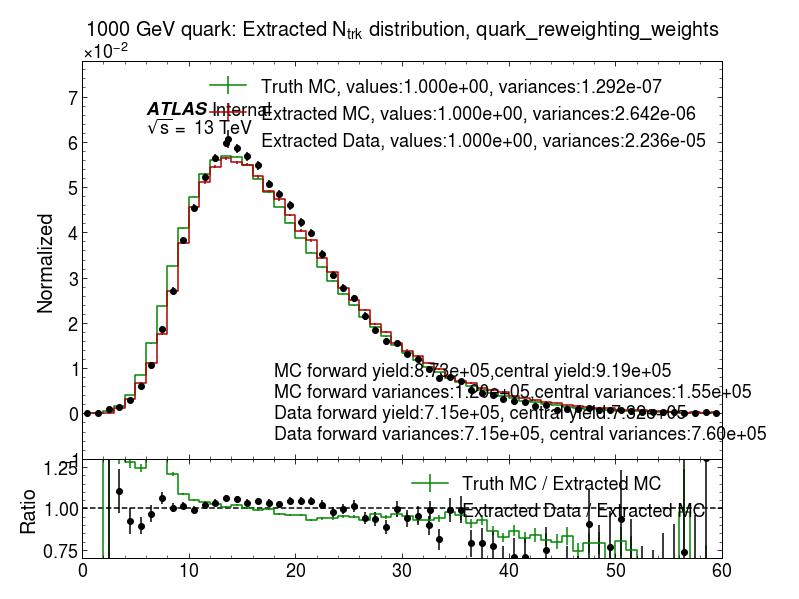 1000 GeV quark: Extracted Ntrk distribution, quark_reweighting_weights
×10−2
Truth MC, values:1.000e+00, variances:1.292e-07
ATLAS Internal
Extracted MC, values:1.000e+00, variances:2.642e-06
√s = 13 TeV
Extracted Data, values:1.000e+00, variances:2.236e-05
7
6
5
4
3
2
1
0
1
Normalized
MC forward yield:8.73e+05,central yield:9.19e+05
MC forward variances:1.29e+05,central variances:1.55e+05
Data forward yield:7.15e+05, central yield:7.32e+05
Data forward variances:7.15e+05, central variances:7.60e+05
1.25
1.00
0.75
Ratio
Truth MC / Extracted MC
Extracted Data / Extracted MC
0 10 20 30 40 50 60